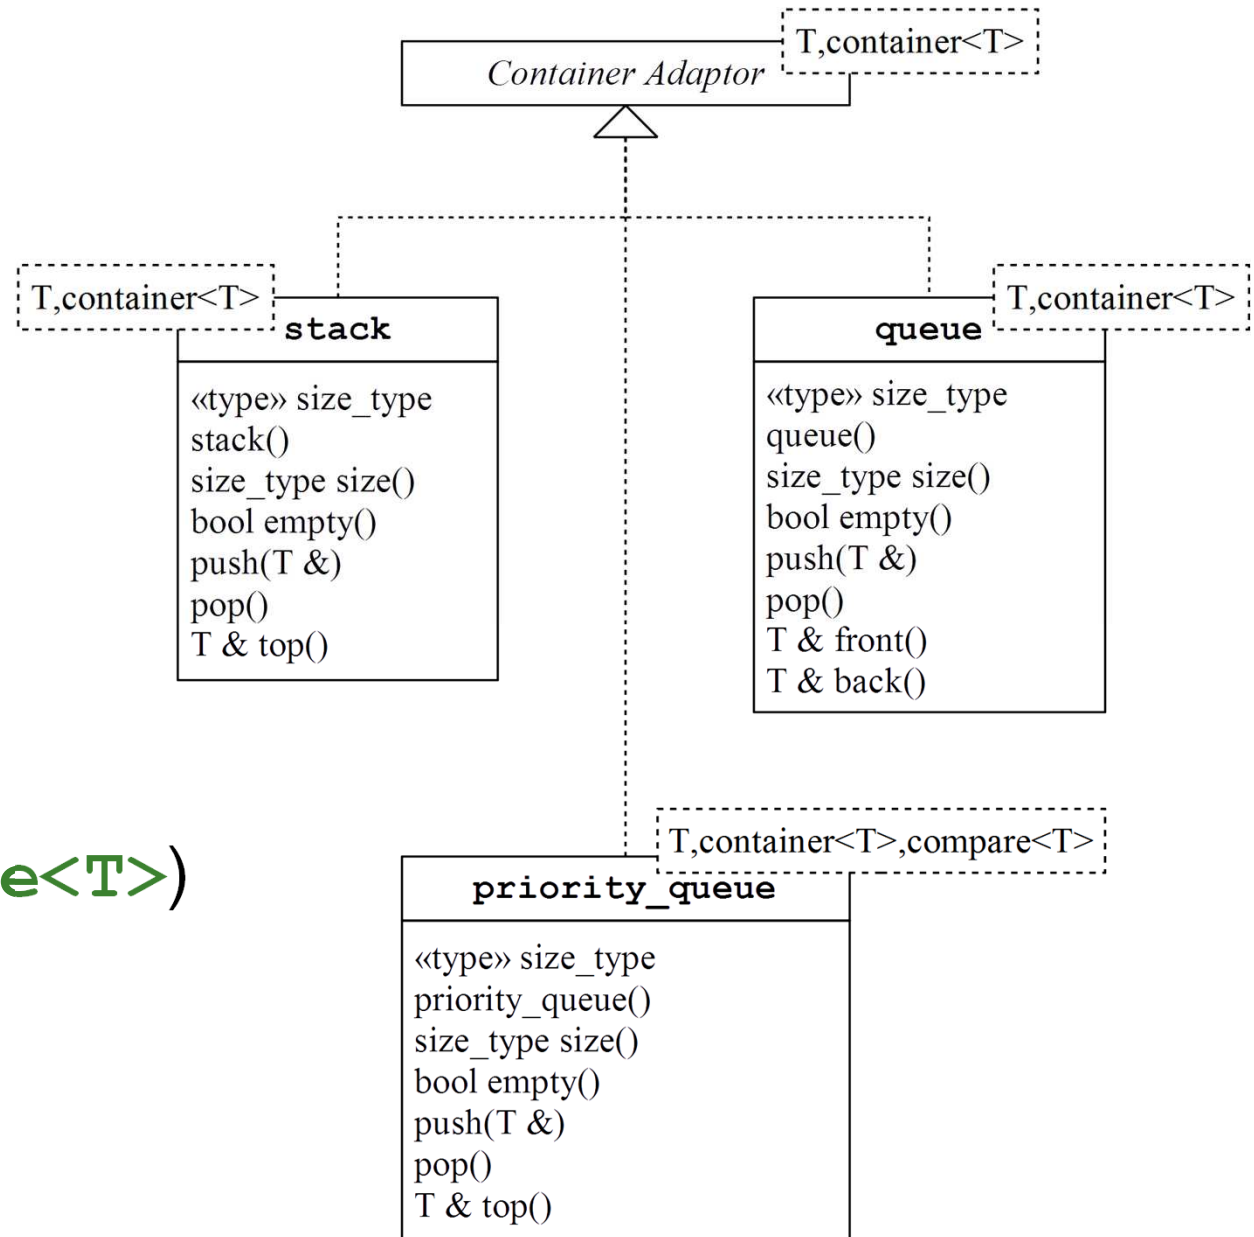 T,container<T>
Container Adaptor
T,container<T>
stack
«type» size_type
stack()
size_type size()
bool empty()
push(T &)
pop()
T & top()
T,container<T>
queue
«type» size_type
queue()
size_type size()
bool empty()
push(T &)
pop()
T & front()
T & back()
e<T>)
T,container<T>,compare<T>
priority_queue
«type» size_type
priority_queue()
size_type size()
bool empty()
push(T &)
pop()
T & top()